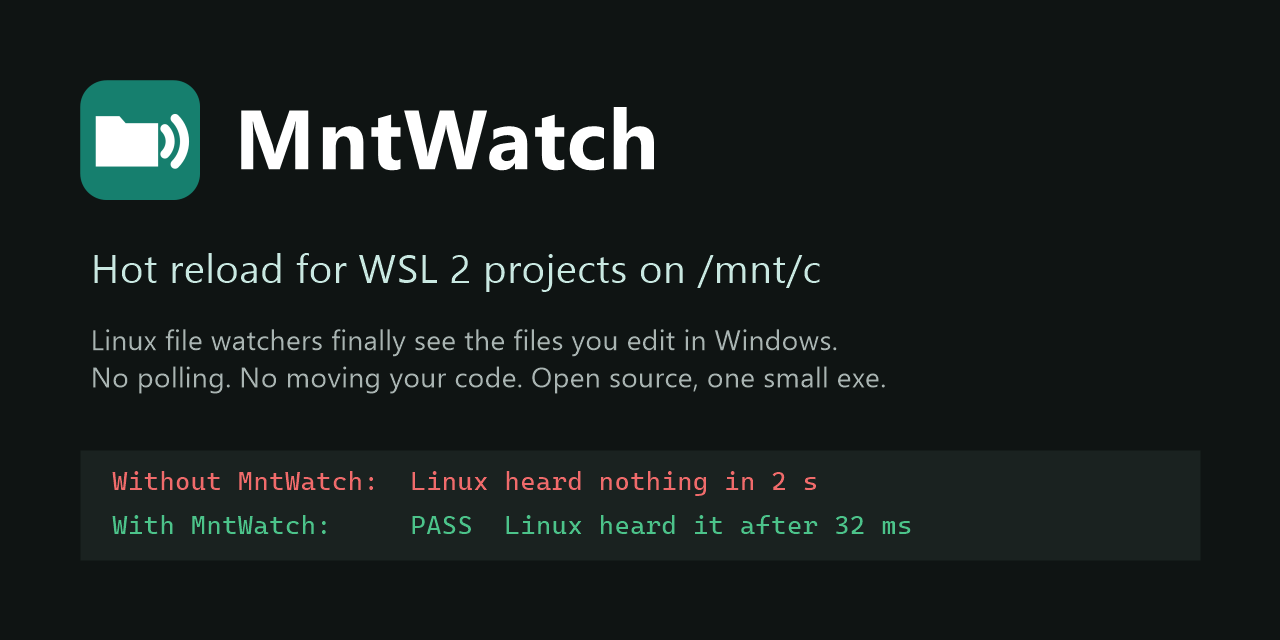 MntWatch
Hot reload for WSL 2 projects on /mnt/c
Linux file watchers finally see the files you edit in Windows.
No polling. No moving your code. Open source, one small exe.
Without MntWatch:  Linux heard nothing in 2 s
With MntWatch:     PASS  Linux heard it after 32 ms